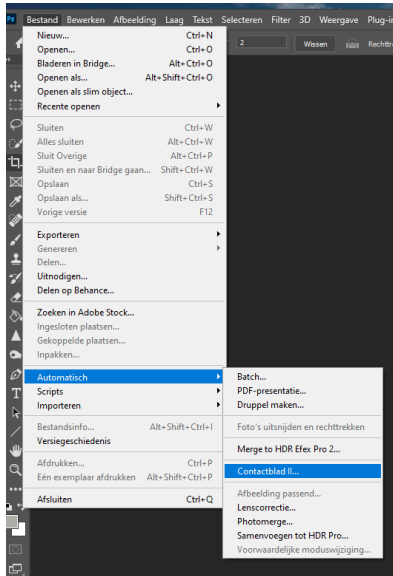 Ps Bestand Bewerken Afbeelding Laag Tekst Selecteren Filter 3D Weergave Plug-in
2 Wissen Rechttre
Nieuw... Ctrl+N
Openen... Ctrl+O
Bladeren in Bridge... Alt+Ctrl+O
Openen als... Alt+Shift+Ctrl+O
Openen als slim object...
Recente openen
Sluiten Ctrl+W
Alles sluiten Alt+Ctrl+W
Sluit Overige Alt+Ctrl+P
Sluiten en naar Bridge gaan... Shift+Ctrl+W
Opslaan Ctrl+S
Opslaan als... Shift+Ctrl+S
Vorige versie F12
Exporteren
Genereren
Delen...
Uitnodigen...
Delen op Behance...
Zoeken in Adobe Stock...
Ingesloten plaatsen...
Gekoppelde plaatsen...
Inpakken...
Automatisch
Scripts
Importeren
Bestandsinfo... Alt+Shift+Ctrl+I
Versiegeschiedenis
Afdrukken... Ctrl+P
Eén exemplaar afdrukken Alt+Shift+Ctrl+P
Afsluiten Ctrl+Q
Batch...
PDF-presentatie...
Druppel maken...
Foto's uitsnijden en rechttrekken
Merge to HDR Efex Pro 2...
Contactblad II...
Afbeelding passend...
Lenscorrectie...
Photomerge...
Samenvoegen tot HDR Pro...
Voorwaardelijke moduswijziging...